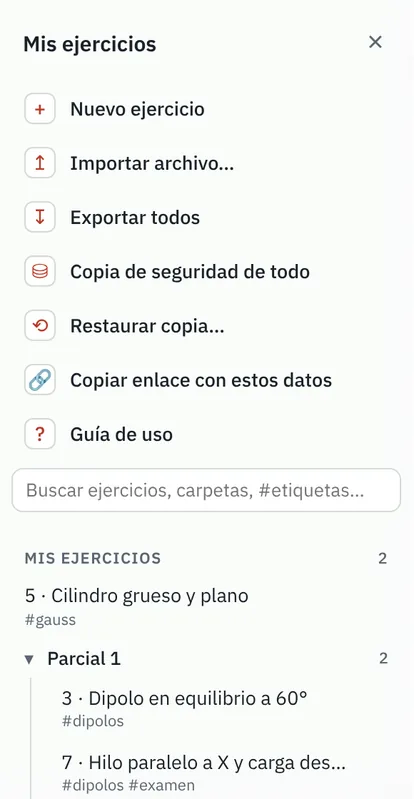 Mis ejercicios ×
+ Nuevo ejercicio
↥ Importar archivo...
↧ Exportar todos
Copia de seguridad de todo
⟲ Restaurar copia...
🔗 Copiar enlace con estos datos
? Guía de uso
Buscar ejercicios, carpetas, #etiquetas...
MIS EJERCICIOS 2
5 · Cilindro grueso y plano
#gauss
▼ Parcial 1 2
3 · Dipolo en equilibrio a 60°
#dipolos
7 · Hilo paralelo a X y carga des...
#dipolos #examen